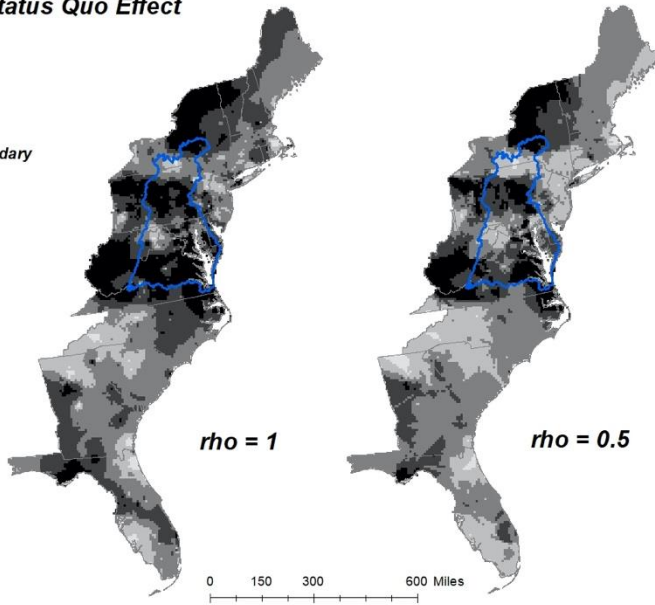 tatus Quo Effect
dary
rho = 1
rho = 0.5
0 150 300 600 Miles